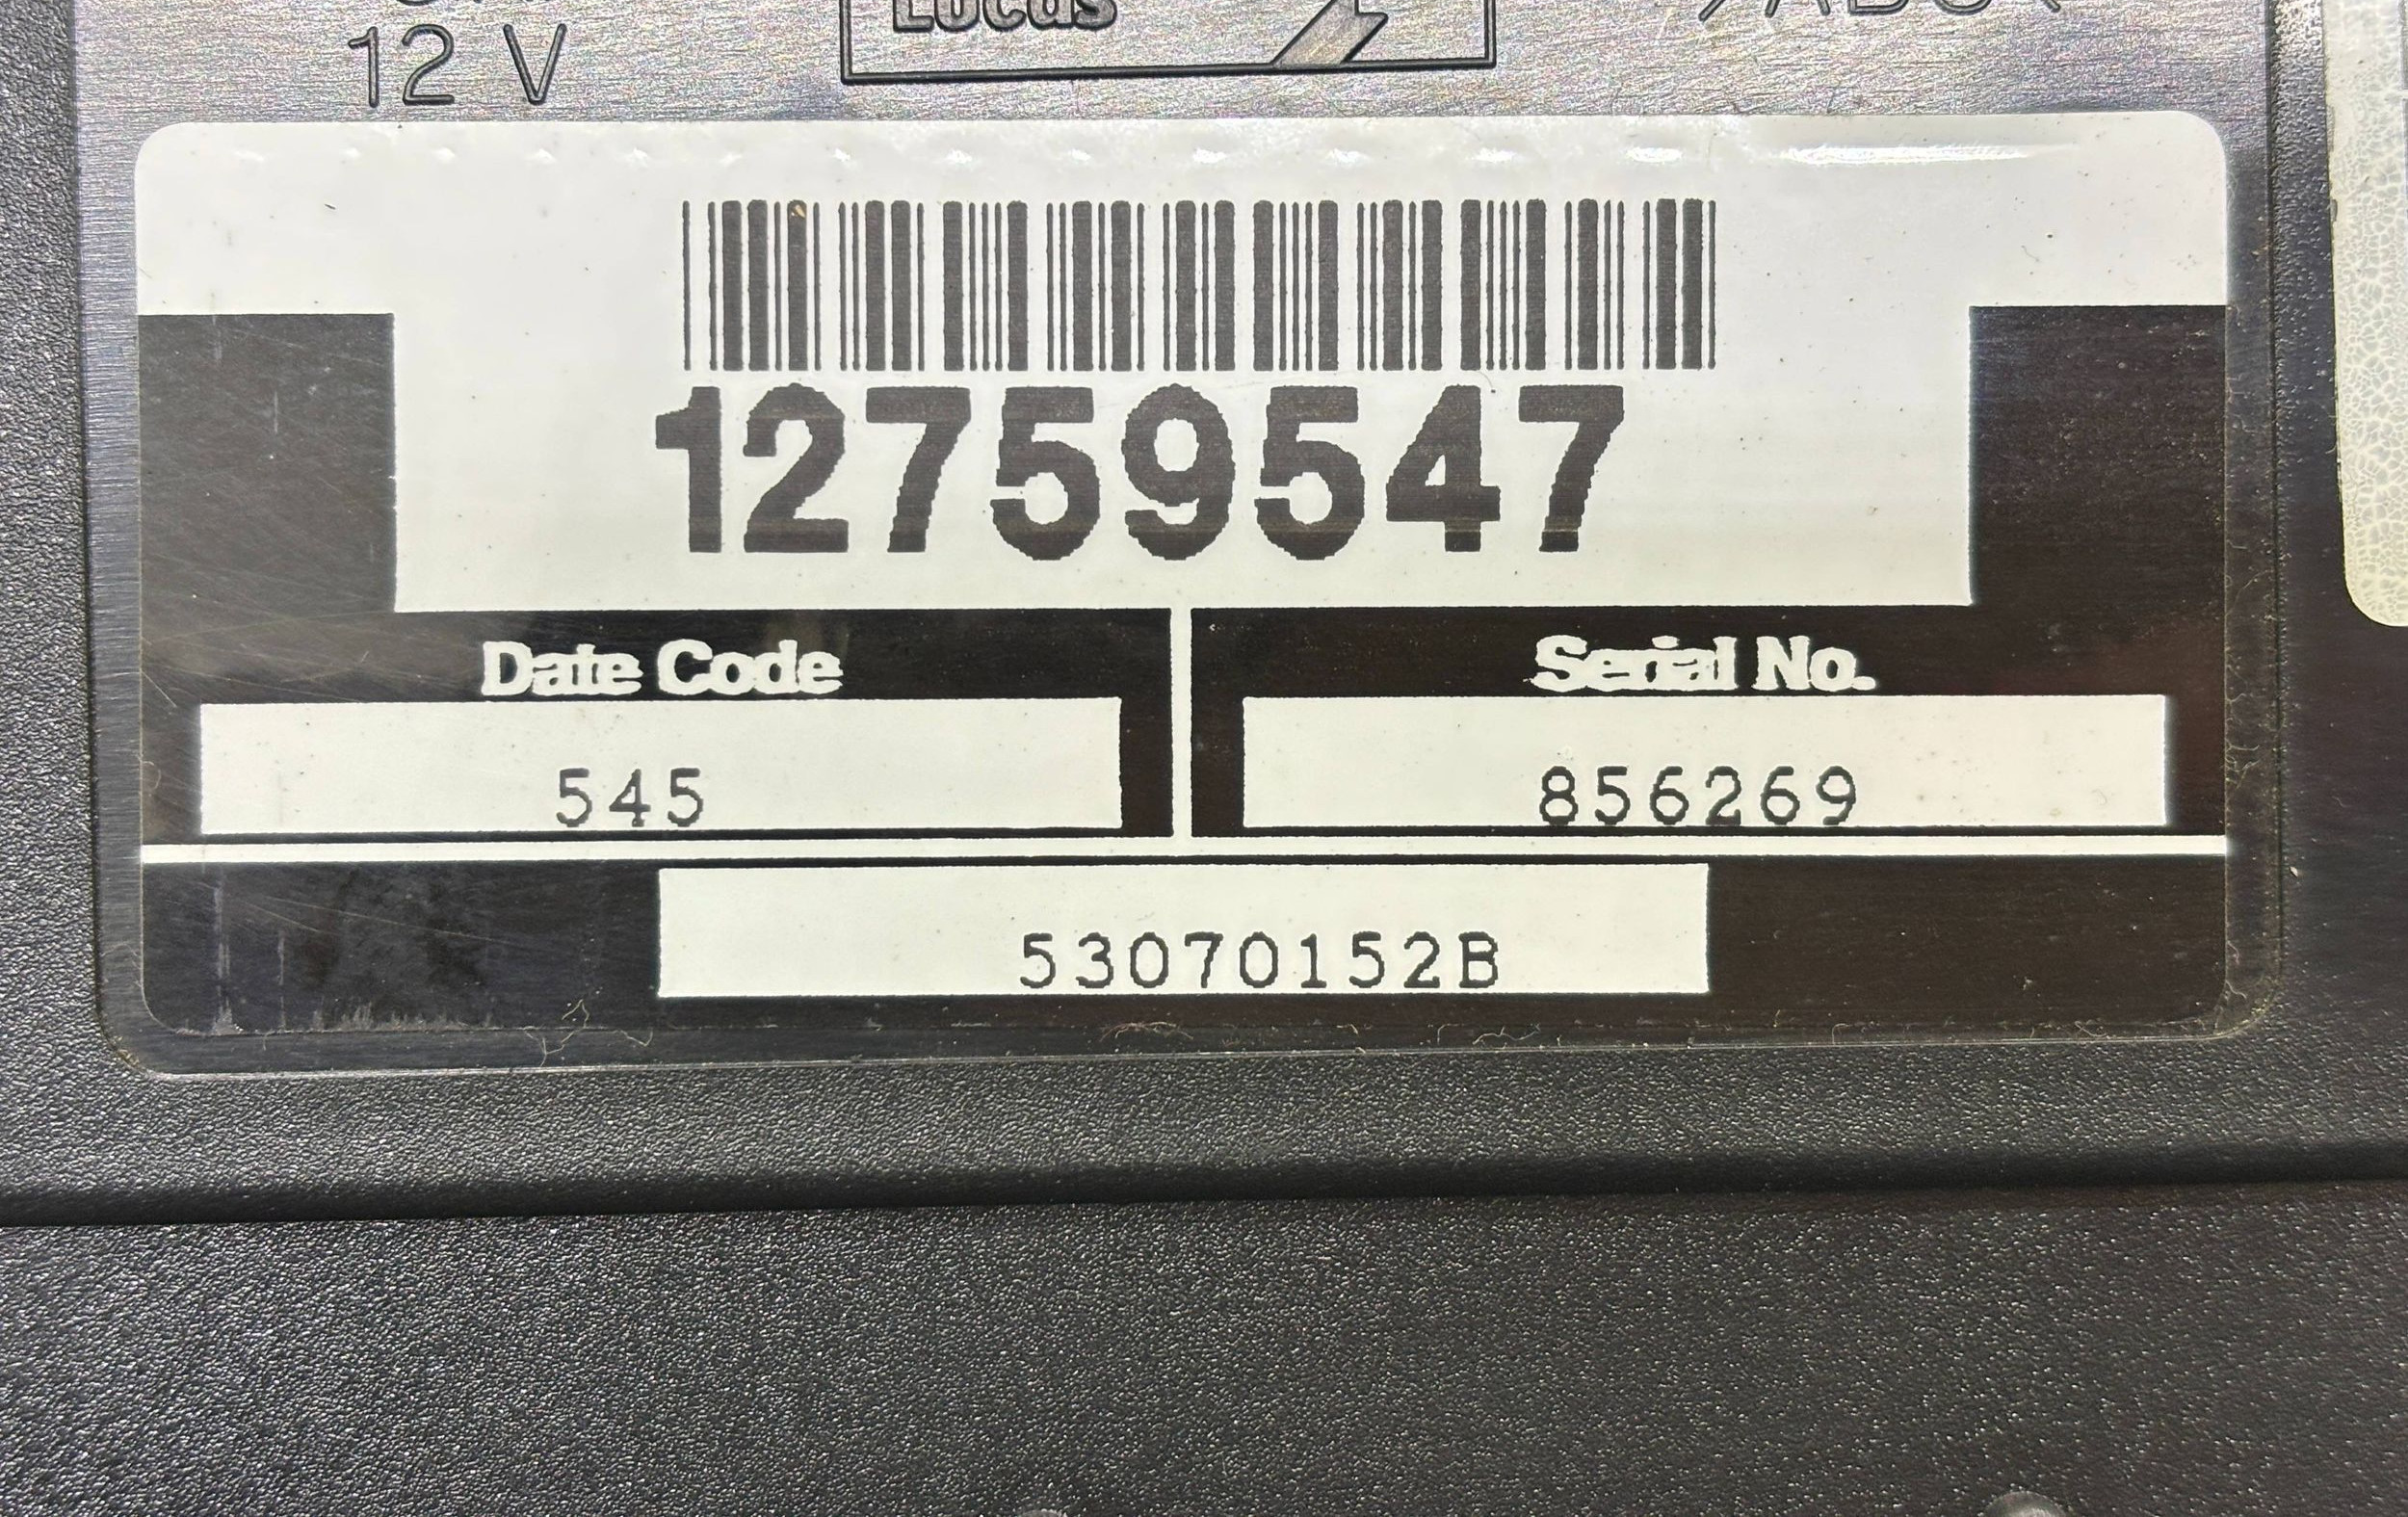 Lucas
12 V
12759547
Date Code
Serial No.
545
856269
53070152B